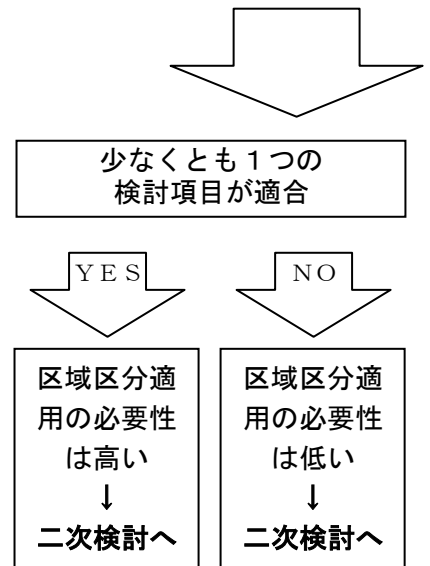 少なくとも１つの
検討項目が適合
ＹＥＳ
ＮＯ
区域区分適
用の必要性
は高い
↓
二次検討へ
区域区分適
用の必要性
は低い
↓
二次検討へ